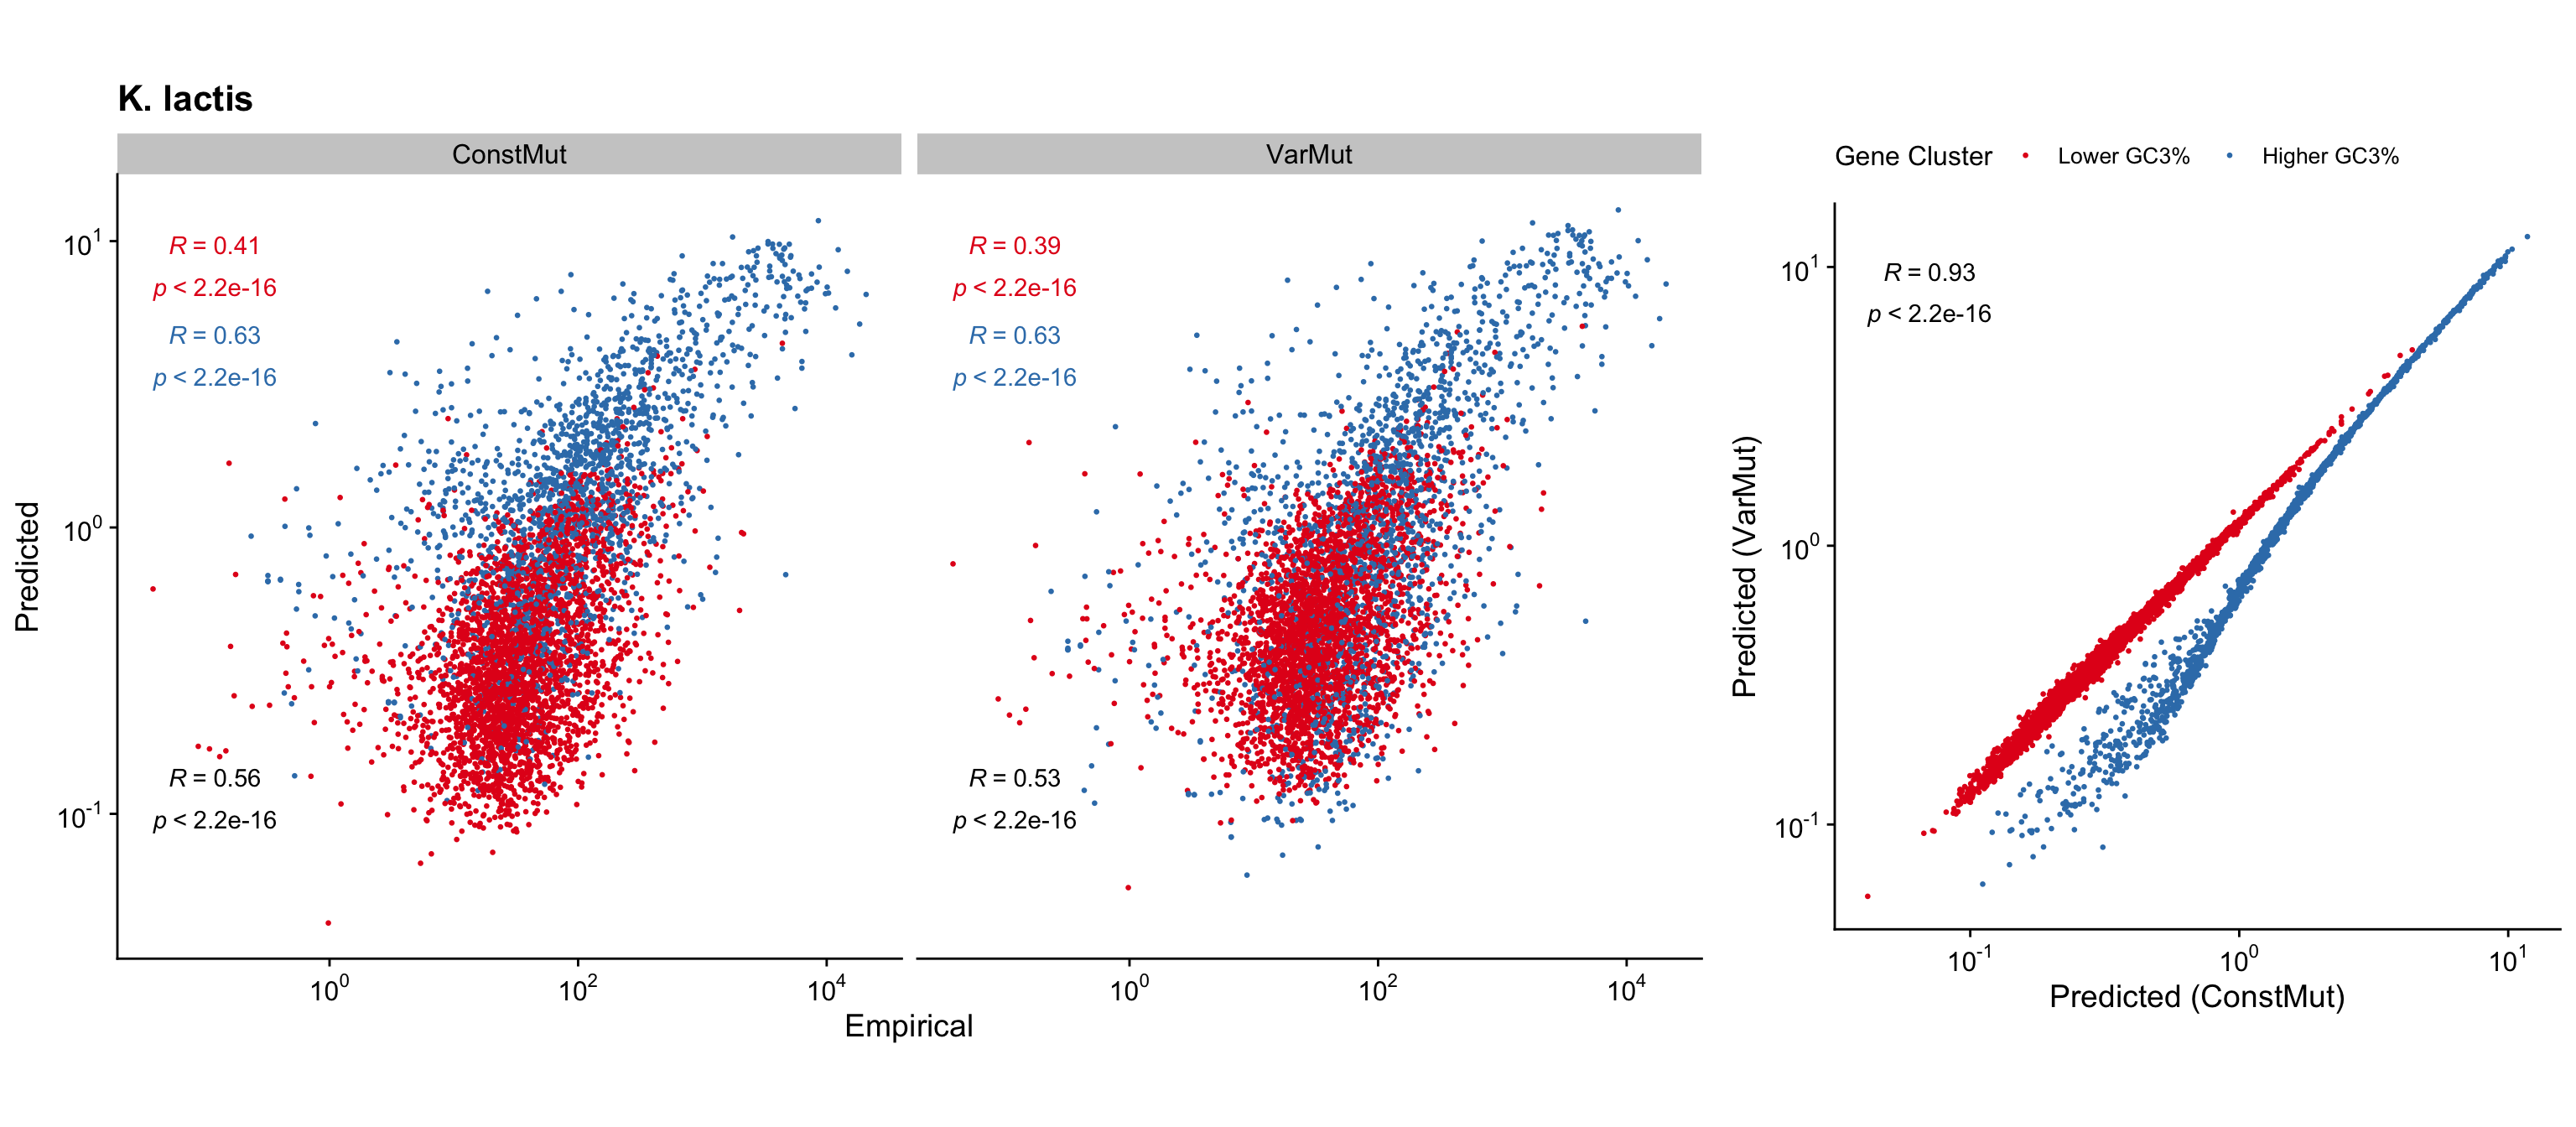 K. lactis
ConstMut
VarMut
Gene Cluster Lower GC3% Higher GC3%
R = 0.41
p < 2.2e-16
R = 0.63
p < 2.2e-16
R = 0.56
p < 2.2e-16
R = 0.39
p < 2.2e-16
R = 0.63
p < 2.2e-16
R = 0.53
p < 2.2e-16
R = 0.93
p < 2.2e-16
Predicted
10^1
10^0
10^-1
10^0 10^2 10^4
10^0 10^2 10^4
Empirical
Predicted (VarMut)
10^1
10^0
10^-1
10^-1 10^0 10^1
Predicted (ConstMut)